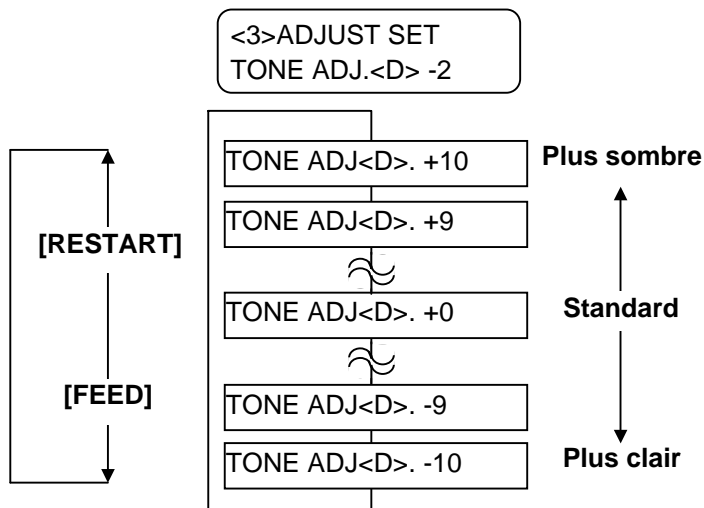 <3>ADJUST SET
TONE ADJ.<D> -2
TONE ADJ<D>. +10
Plus sombre
TONE ADJ<D>. +9
[RESTART]
TONE ADJ<D>. +0
Standard
[FEED]
TONE ADJ<D>. -9
TONE ADJ<D>. -10
Plus clair